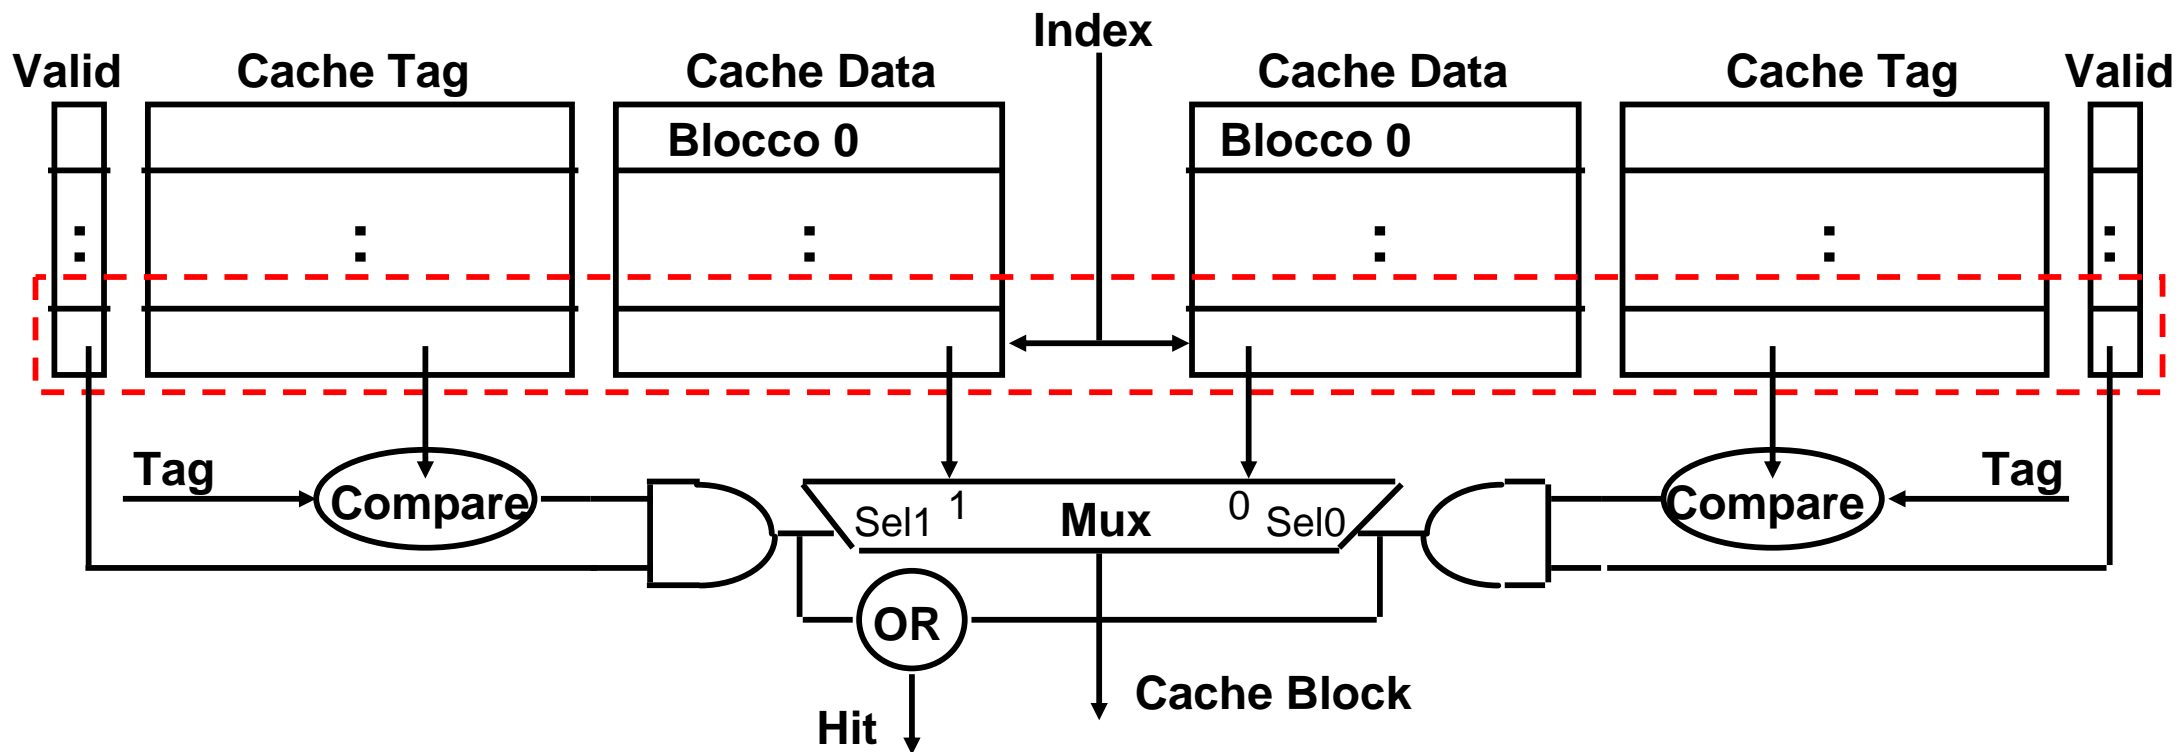 Index
Valid Cache Tag Cache Data Cache Data Cache Tag Valid
Blocco 0 Blocco 0
: : : : : :
Tag Tag
Compare Compare
Sel1 1 Mux 0 Sel0
OR
Cache Block
Hit